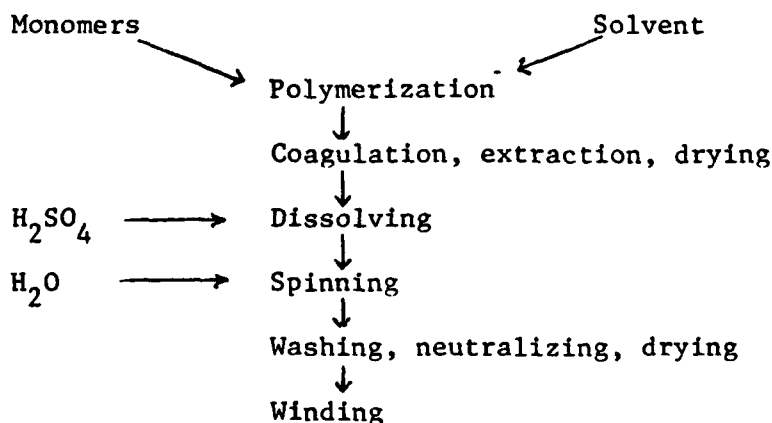 Monomers Solvent
Polymerization
Coagulation, extraction, drying
H₂SO₄ Dissolving
H₂O Spinning
Washing, neutralizing, drying
Winding